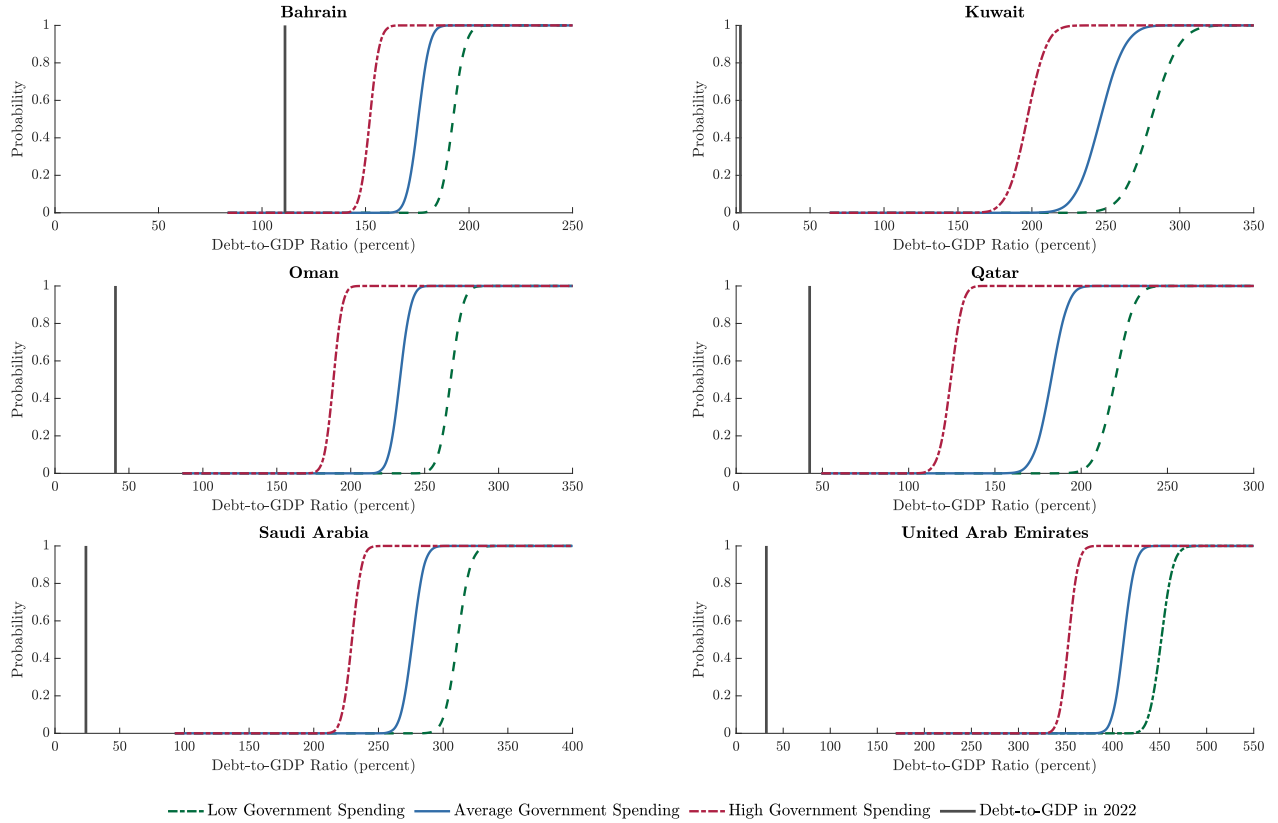 Bahrain
1
0.8
0.6
0.4
0.2
0
Probability
0 50 100 150 200 250
Debt-to-GDP Ratio (percent)
Kuwait
1
0.8
0.6
0.4
0.2
0
Probability
0 50 100 150 200 250 300 350
Debt-to-GDP Ratio (percent)
Oman
1
0.8
0.6
0.4
0.2
0
Probability
0 50 100 150 200 250 300 350
Debt-to-GDP Ratio (percent)
Qatar
1
0.8
0.6
0.4
0.2
0
Probability
0 50 100 150 200 250 300
Debt-to-GDP Ratio (percent)
Saudi Arabia
1
0.8
0.6
0.4
0.2
0
Probability
0 50 100 150 200 250 300 350 400
Debt-to-GDP Ratio (percent)
United Arab Emirates
1
0.8
0.6
0.4
0.2
0
Probability
0 50 100 150 200 250 300 350 400 450 500 550
Debt-to-GDP Ratio (percent)
Low Government Spending Average Government Spending High Government Spending Debt-to-GDP in 2022